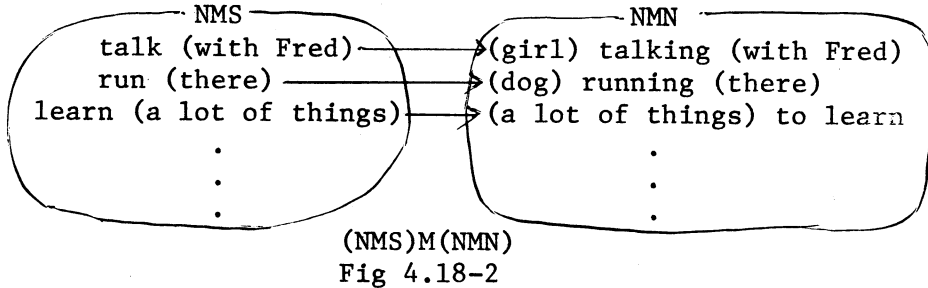 NMS NMN
talk (with Fred) (girl) talking (with Fred)
run (there) (dog) running (there)
learn (a lot of things) (a lot of things) to learn
(NMS)M(NMN)
Fig 4.18-2